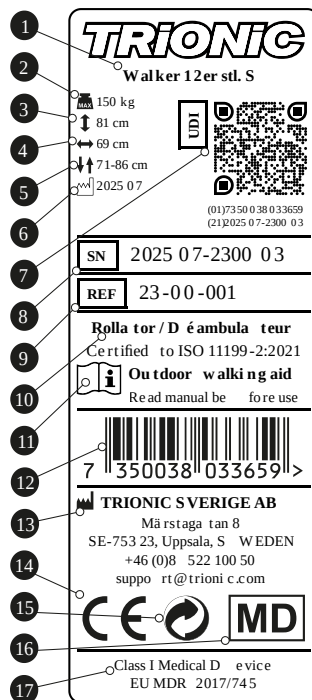 1
TRIONIC
Walker 12er stl. S
2
MAX 150 kg
3
81 cm
4
69 cm
5
71-86 cm
6
2025 07
UDI
(01)7350038033659
(21)2025 07-2300 03
7
8
SN 2025 07-2300 03
9
REF 23-00-001
10
Rollator/Déambulateur
Certified to ISO 11199-2:2021
11
i Outdoor walking aid
Read manual before use
12
7 350038 033659 >
13
TRIONIC SVERIGE AB
Märstagatan 8
SE-753 23, Uppsala, SWEDEN
+46 (0)8 522 100 50
support@trionic.com
14
15
16
CE MD
17
Class I Medical Device
EU MDR 2017/745